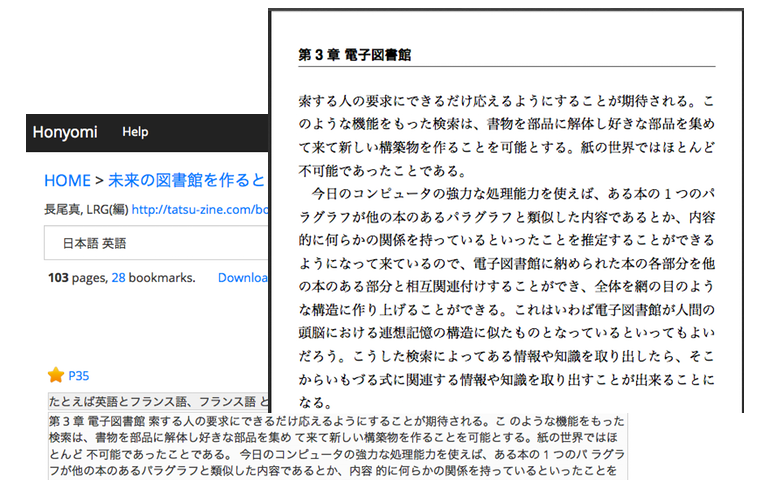 第 3 章 電子図書館
索する人の要求にできるだけ応えるようにすることが期待される。こ
のような機能をもった検索は、書物を部品に解体し好きな部品を集め
て来て新しい構築物を作ることを可能とする。紙の世界ではほとんど
不可能であったことである。
今日のコンピュータの強力な処理能力を使えば、ある本の 1 つのパ
ラグラフが他の本のあるパラグラフと類似した内容であるとか、内容
的に何らかの関係を持っているといったことを推定することができる
ようになって来ているので、電子図書館に納められた本の各部分を他
の本のある部分と相互関連付けすることができ、全体を網の目のよう
な構造に作り上げることができる。これはいわば電子図書館が人間の
頭脳における連想記憶の構造に似たものとなっているといってもよい
だろう。こうした検索によってある情報や知識を取り出したら、そこ
からいもづる式に関連する情報や知識を取り出すことが出来ることに
なる。
Honyomi Help
HOME > 未来の図書館を作ると
長尾真, LRG(編) http://tatsu-zine.com/bo
日本語 英語
103 pages, 28 bookmarks. Downloa
P35
たとえば英語とフランス語、フランス語 と
第 3 章 電子図書館 索する人の要求にできるだけ応えるようにすることが期待される。こ のような機能をもった
検索は、書物を部品に解体し好きな部品を集め て来て新しい構築物を作ることを可能とする。紙の世界ではほ
とんど 不可能であったことである。 今日のコンピュータの強力な処理能力を使えば、ある本の 1 つのパ ラグラ
フが他の本のあるパラグラフと類似した内容であるとか、内容 的に何らかの関係を持っているといったことを